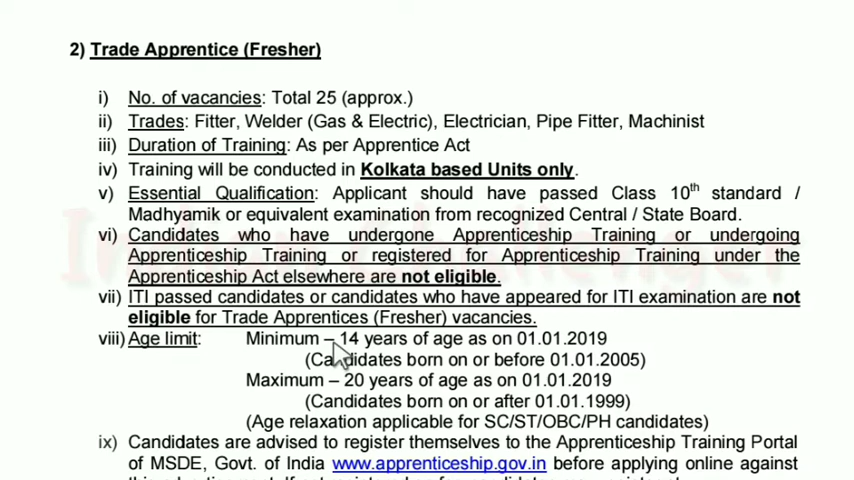 2) Trade Apprentice (Fresher)
i) No. of vacancies: Total 25 (approx.)
ii) Trades: Fitter, Welder (Gas & Electric), Electrician, Pipe Fitter, Machinist
iii) Duration of Training: As per Apprentice Act
iv) Training will be conducted in Kolkata based Units only.
v) Essential Qualification: Applicant should have passed Class 10th standard /
Madhyamik or equivalent examination from recognized Central / State Board.
vi) Candidates who have undergone Apprenticeship Training or undergoing
Apprenticeship Training or registered for Apprenticeship Training under the
Apprenticeship Act elsewhere are not eligible.
vii) ITI passed candidates or candidates who have appeared for ITI examination are not
eligible for Trade Apprentices (Fresher) vacancies.
viii) Age limit: Minimum – 14 years of age as on 01.01.2019
(Candidates born on or before 01.01.2005)
Maximum – 20 years of age as on 01.01.2019
(Candidates born on or after 01.01.1999)
(Age relaxation applicable for SC/ST/OBC/PH candidates)
ix) Candidates are advised to register themselves to the Apprenticeship Training Portal
of MSDE, Govt. of India www.apprenticeship.gov.in before applying online against